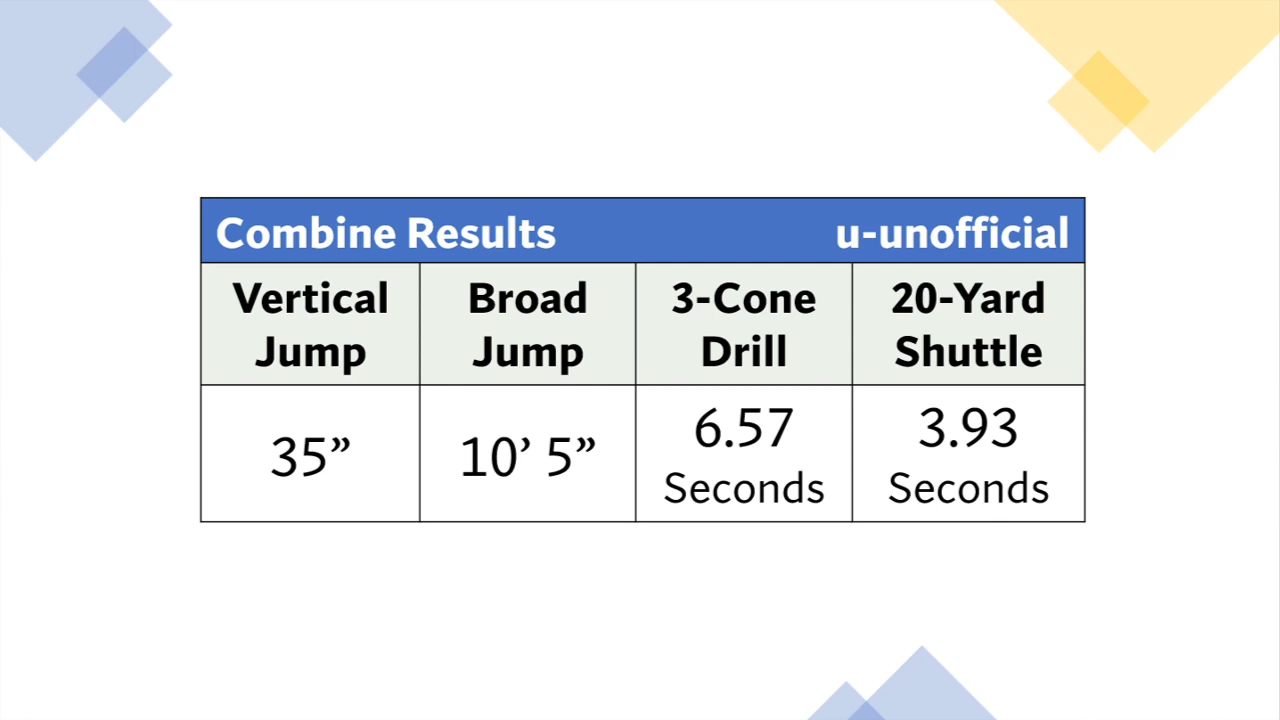 Combine Results u-unofficial
Vertical Jump Broad Jump 3-Cone Drill 20-Yard Shuttle
35” 10’ 5” 6.57 Seconds 3.93 Seconds